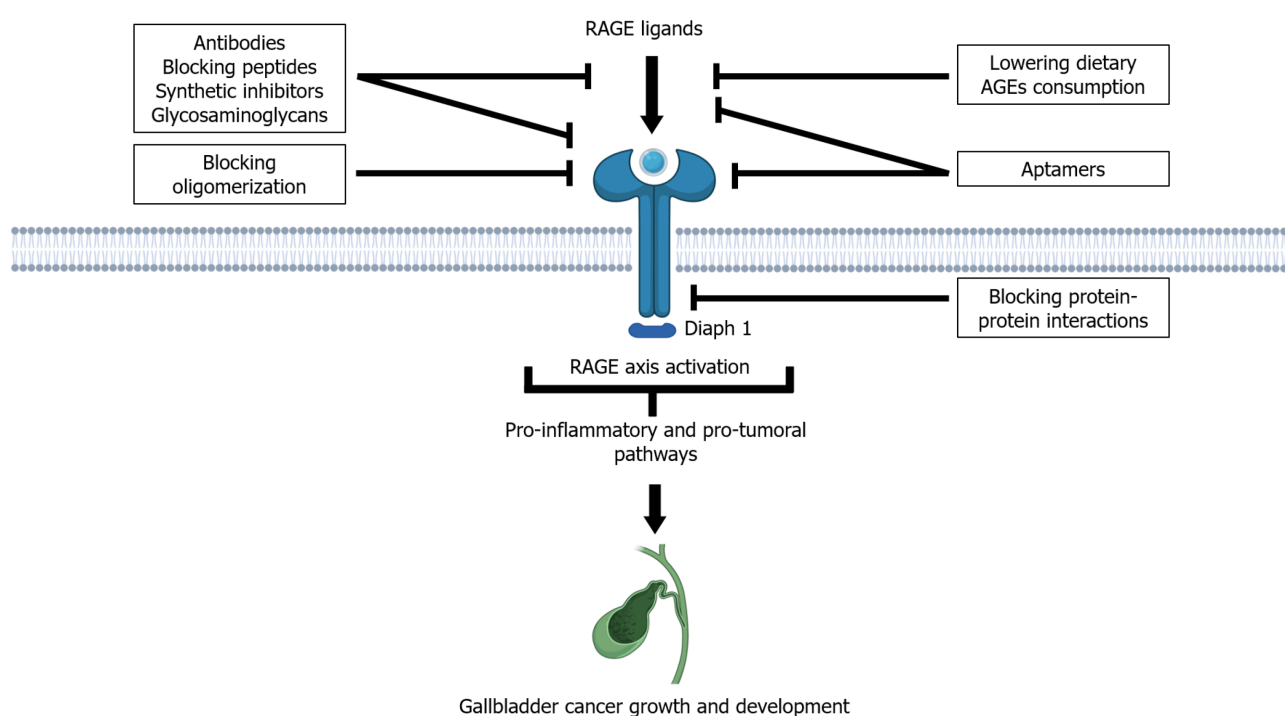 RAGE ligands
Antibodies
Blocking peptides
Synthetic inhibitors
Glycosaminoglycans
Lowering dietary
AGEs consumption
Blocking
oligomerization
Aptamers
Blocking protein-
protein interactions
Diaph 1
RAGE axis activation
Pro-inflammatory and pro-tumoral
pathways
Gallbladder cancer growth and development